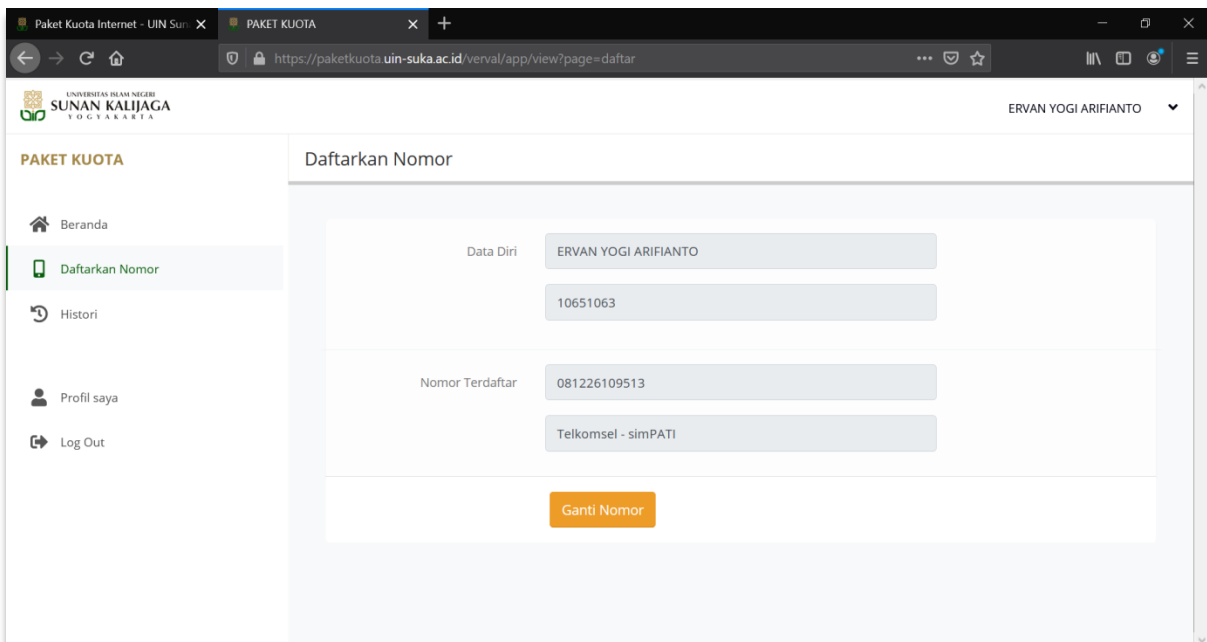 Paket Kuota Internet - UIN Sun
PAKET KUOTA
https://paketkuota.uin-suka.ac.id/verval/app/view?page=daftar
UNIVERSITAS ISLAM NEGERI
SUNAN KALIJAGA
YOGYAKARTA
ERVAN YOGI ARIFIANTO
PAKET KUOTA
Daftarkan Nomor
Beranda
Daftarkan Nomor
Histori
Profil saya
Log Out
Data Diri
ERVAN YOGI ARIFIANTO
10651063
Nomor Terdaftar
081226109513
Telkomsel - simPATI
Ganti Nomor